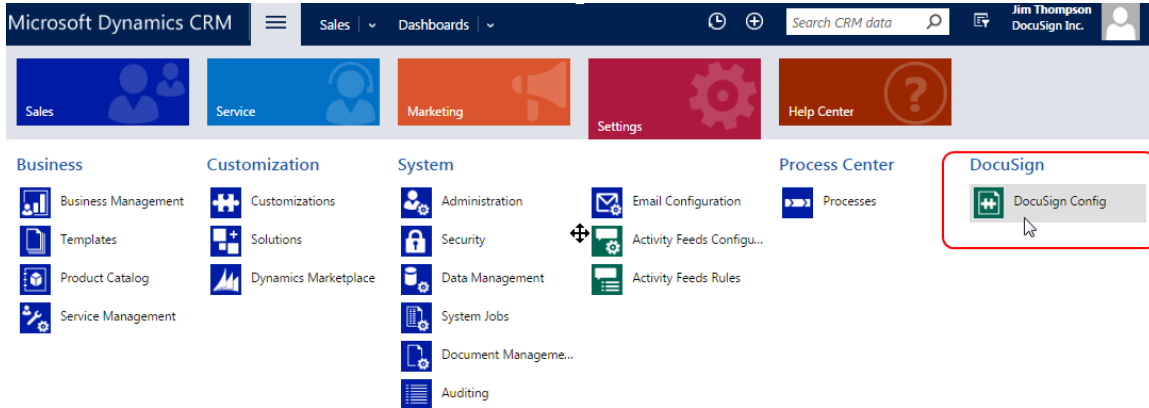 Microsoft Dynamics CRM
Sales
Dashboards
Search CRM data
Jim Thompson
DocuSign Inc.
Sales
Service
Marketing
Settings
Help Center
Business
Business Management
Templates
Product Catalog
Service Management
Customization
Customizations
Solutions
Dynamics Marketplace
System
Administration
Security
Data Management
System Jobs
Document Manageme...
Auditing
Email Configuration
Activity Feeds Configu...
Activity Feeds Rules
Process Center
Processes
DocuSign
DocuSign Config